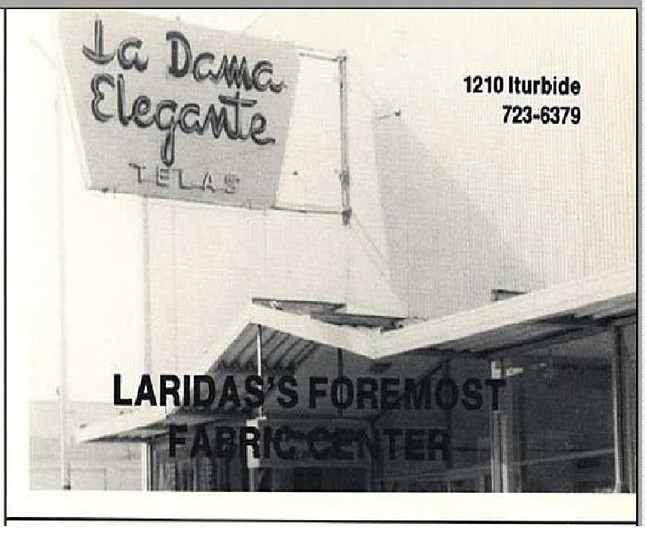 La Dama
Elegante
TELAS
1210 Iturbide
723-6379
LARIDAS'S FOREMOST
FABRIC CENTER